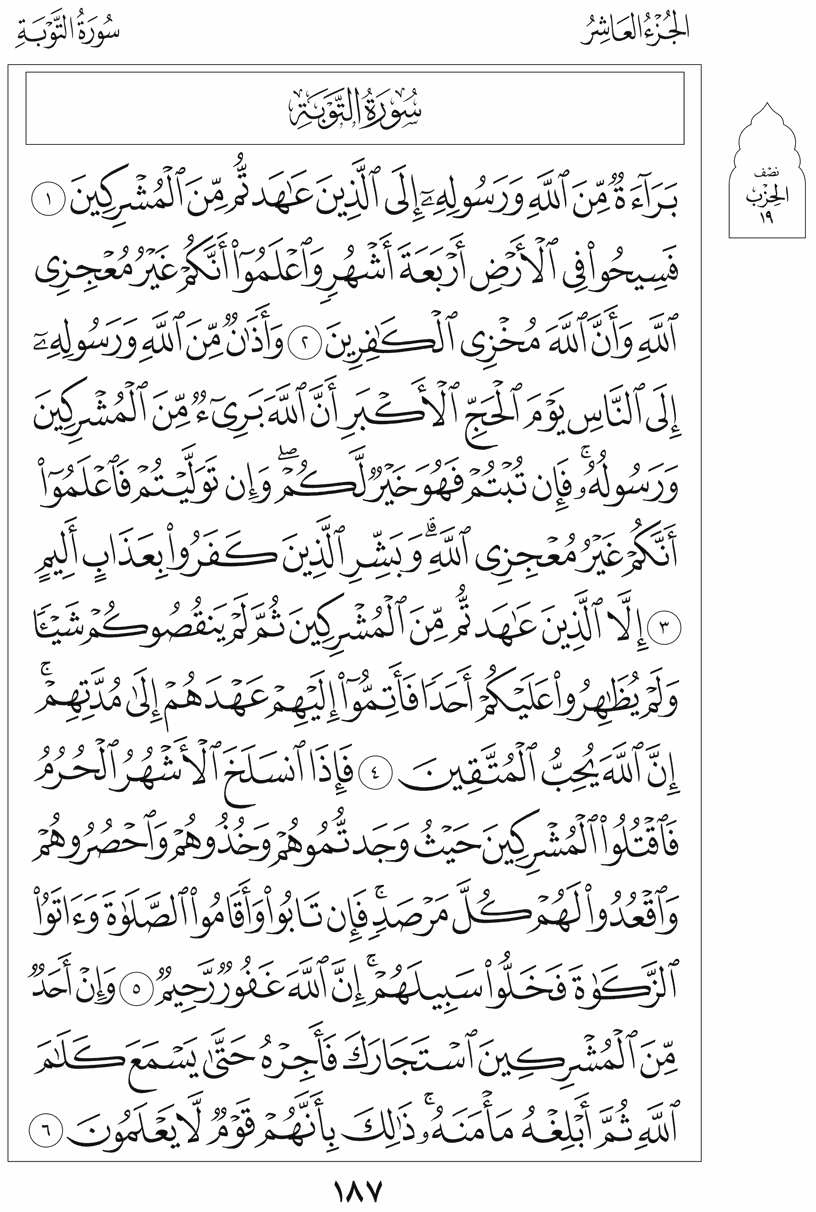 الجُزْءُ العَاشِرُ
سُورَةُ التَّوْبَةِ
سُورَةُ التَّوۡبَةِ
نِصْف
الحِزْب
١٩
بَرَآءَةٞ مِّنَ ٱللَّهِ وَرَسُولِهِۦٓ إِلَى ٱلَّذِينَ عَٰهَدتُّم مِّنَ ٱلۡمُشۡرِكِينَ ١
فَسِيحُواْ فِي ٱلۡأَرۡضِ أَرۡبَعَةَ أَشۡهُرٖ وَٱعۡلَمُوٓاْ أَنَّكُمۡ غَيۡرُ مُعۡجِزِي
ٱللَّهِ وَأَنَّ ٱللَّهَ مُخۡزِي ٱلۡكَٰفِرِينَ ٢ وَأَذَٰنٞ مِّنَ ٱللَّهِ وَرَسُولِهِۦٓ
إِلَى ٱلنَّاسِ يَوۡمَ ٱلۡحَجِّ ٱلۡأَكۡبَرِ أَنَّ ٱللَّهَ بَرِيٓءٞ مِّنَ ٱلۡمُشۡرِكِينَ
وَرَسُولُهُۥۚ فَإِن تُبۡتُمۡ فَهُوَ خَيۡرٞ لَّكُمۡۖ وَإِن تَوَلَّيۡتُمۡ فَٱعۡلَمُوٓاْ
أَنَّكُمۡ غَيۡرُ مُعۡجِزِي ٱللَّهِۗ وَبَشِّرِ ٱلَّذِينَ كَفَرُواْ بِعَذَابٍ أَلِيمٍ
٣ إِلَّا ٱلَّذِينَ عَٰهَدتُّم مِّنَ ٱلۡمُشۡرِكِينَ ثُمَّ لَمۡ يَنقُصُوكُمۡ شَيۡـٔٗا
وَلَمۡ يُظَٰهِرُواْ عَلَيۡكُمۡ أَحَدٗا فَأَتِمُّوٓاْ إِلَيۡهِمۡ عَهۡدَهُمۡ إِلَىٰ مُدَّتِهِمۡۚ
إِنَّ ٱللَّهَ يُحِبُّ ٱلۡمُتَّقِينَ ٤ فَإِذَا ٱنسَلَخَ ٱلۡأَشۡهُرُ ٱلۡحُرُمُ
فَٱقۡتُلُواْ ٱلۡمُشۡرِكِينَ حَيۡثُ وَجَدتُّمُوهُمۡ وَخُذُوهُمۡ وَٱحۡصُرُوهُمۡ
وَٱقۡعُدُواْ لَهُمۡ كُلَّ مَرۡصَدٖۚ فَإِن تَابُواْ وَأَقَامُواْ ٱلصَّلَوٰةَ وَءَاتَوُاْ
ٱلزَّكَوٰةَ فَخَلُّواْ سَبِيلَهُمۡۚ إِنَّ ٱللَّهَ غَفُورٞ رَّحِيمٞ ٥ وَإِنۡ أَحَدٞ
مِّنَ ٱلۡمُشۡرِكِينَ ٱسۡتَجَارَكَ فَأَجِرۡهُ حَتَّىٰ يَسۡمَعَ كَلَٰمَ
ٱللَّهِ ثُمَّ أَبۡلِغۡهُ مَأۡمَنَهُۥۚ ذَٰلِكَ بِأَنَّهُمۡ قَوۡمٞ لَّا يَعۡلَمُونَ ٦
١٨٧